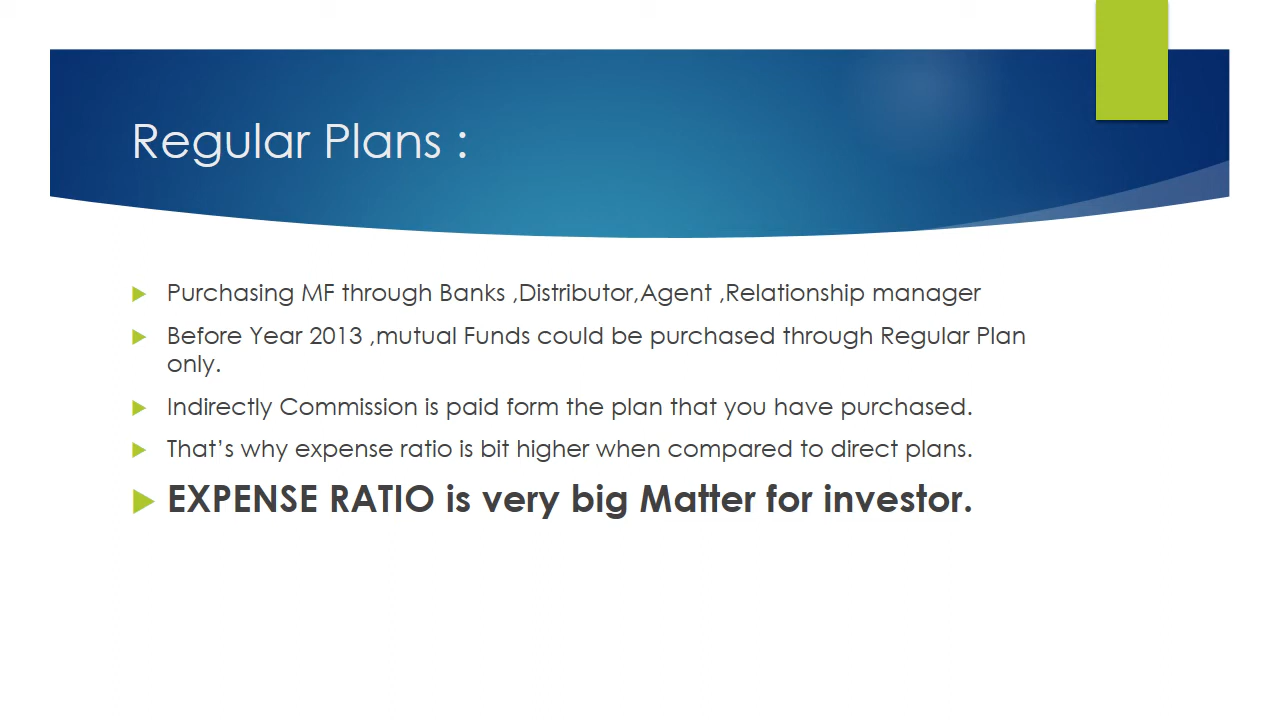 Regular Plans :
Purchasing MF through Banks ,Distributor,Agent ,Relationship manager
Before Year 2013 ,mutual Funds could be purchased through Regular Plan
only.
Indirectly Commission is paid form the plan that you have purchased.
That’s why expense ratio is bit higher when compared to direct plans.
EXPENSE RATIO is very big Matter for investor.